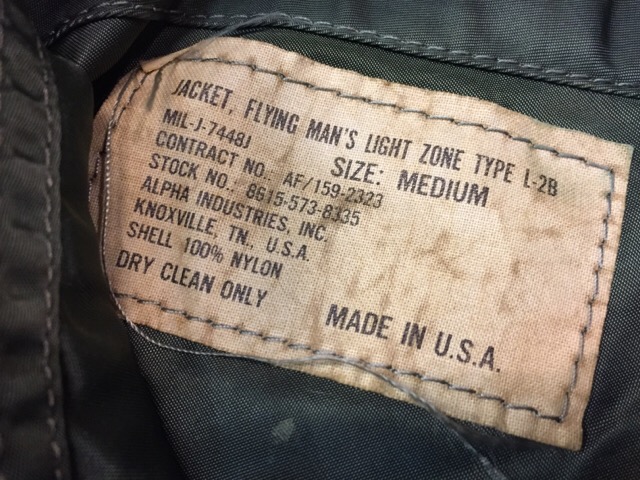 JACKET, FLYING MAN'S LIGHT ZONE TYPE L-2B
MIL-J-7448J
SIZE: MEDIUM
CONTRACT NO.: AF/159-2323
STOCK NO.: 8615-573-8335
ALPHA INDUSTRIES, INC.
KNOXVILLE, TN., U.S.A.
SHELL 100% NYLON
DRY CLEAN ONLY
MADE IN U.S.A.